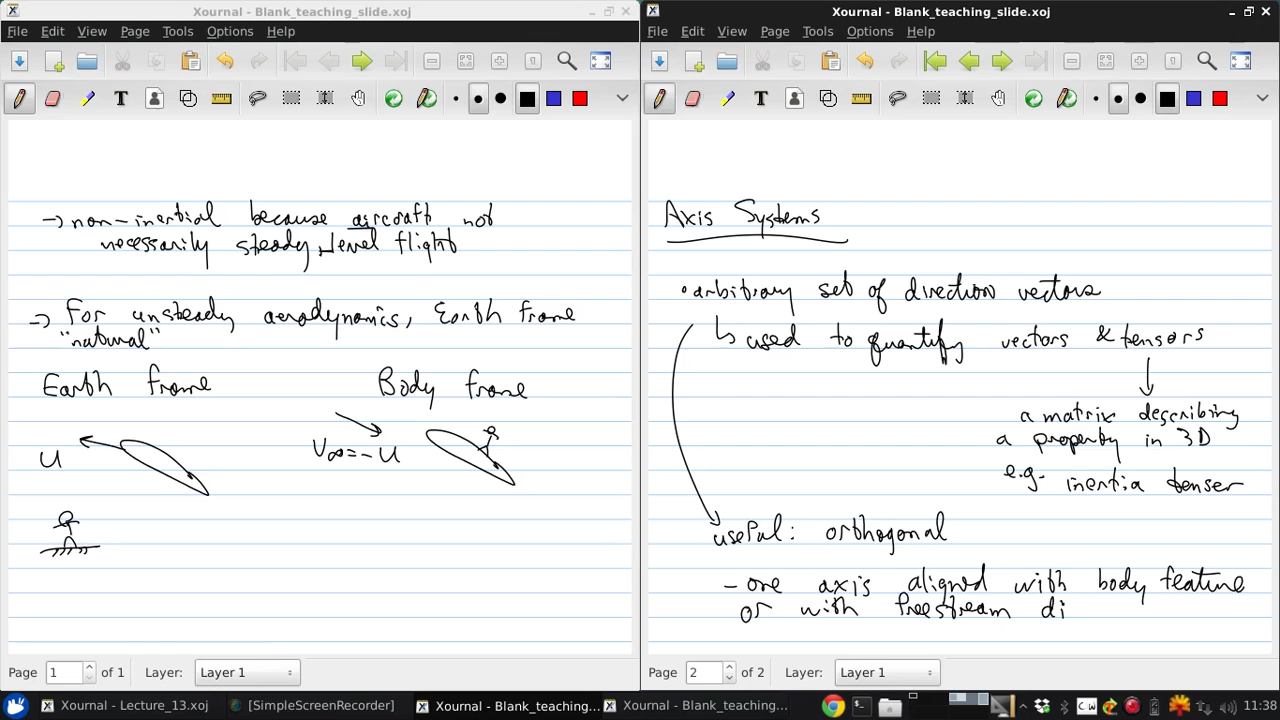 Xournal - Blank_teaching_slide.xoj
File Edit View Page Tools Options Help
→ non-inertial because aircraft not
necessarily steady, level flight
→ For unsteady aerodynamics, Earth frame
"natural"
Earth frame
Body frame
U
V∞ = - U
Page 1 of 1 Layer: Layer 1
Xournal - Blank_teaching_slide.xoj
File Edit View Page Tools Options Help
Axis Systems
• arbitrary set of direction vectors
↳ used to quantify vectors & tensors
a matrix describing
a property in 3D
e.g. inertia tensor
useful: orthogonal
- one axis aligned with body feature
or with freestream di
Page 2 of 2 Layer: Layer 1
Xournal - Lecture_13.xoj
[SimpleScreenRecorder]
Xournal - Blank_teaching_...
Xournal - Blank_teaching_...
11:38